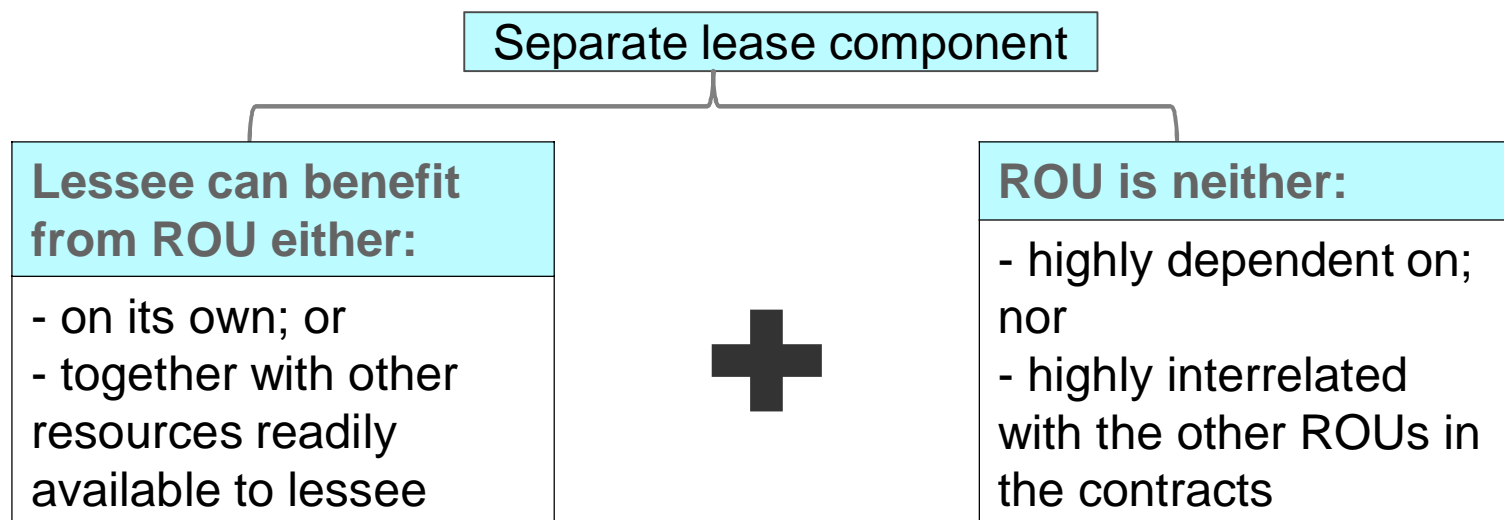 Separate lease component
Lessee can benefit
from ROU either:
- on its own; or
- together with other
resources readily
available to lessee
ROU is neither:
- highly dependent on;
nor
- highly interrelated
with the other ROUs in
the contracts